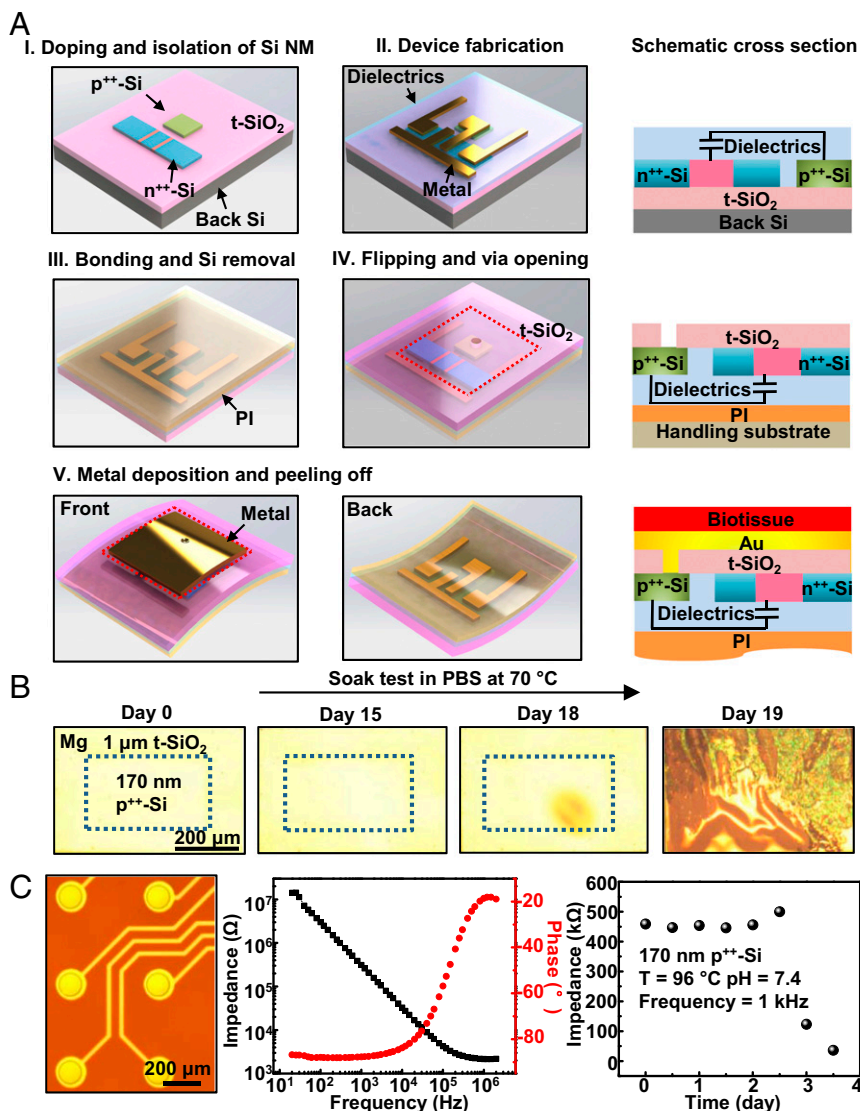 A
I. Doping and isolation of Si NM
II. Device fabrication
Schematic cross section
p⁺⁺-Si
t-SiO₂
n⁺⁺-Si
Back Si
Dielectrics
Metal
Dielectrics
n⁺⁺-Si
p⁺⁺-Si
t-SiO₂
Back Si
III. Bonding and Si removal
IV. Flipping and via opening
PI
t-SiO₂
t-SiO₂
p⁺⁺-Si
n⁺⁺-Si
Dielectrics
PI
Handling substrate
V. Metal deposition and peeling off
Front
Metal
Back
Biotissue
Au
t-SiO₂
p⁺⁺-Si
n⁺⁺-Si
Dielectrics
PI
B
Soak test in PBS at 70 °C
Day 0
Day 15
Day 18
Day 19
Mg 1 µm t-SiO₂
170 nm
p⁺⁺-Si
200 µm
C
200 µm
Impedance (Ω)
10⁷
10⁶
10⁵
10⁴
10³
10¹ 10² 10³ 10⁴ 10⁵ 10⁶
Frequency (Hz)
20
40
60
80
Phase (°)
Impedance (kΩ)
600
500
400
300
200
100
0
170 nm p⁺⁺-Si
T = 96 °C pH = 7.4
Frequency = 1 kHz
0 1 2 3 4
Time (day)